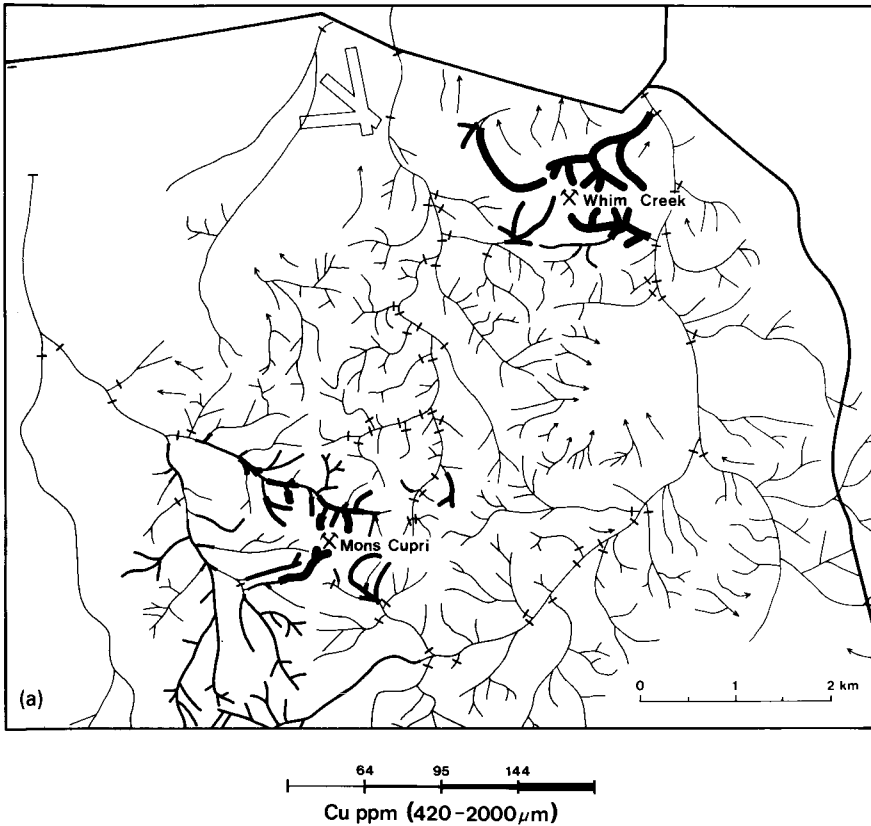 Whim Creek
Mons Cupri
(a)
0 1 2 km
64 95 144
Cu ppm (420-2000μm)